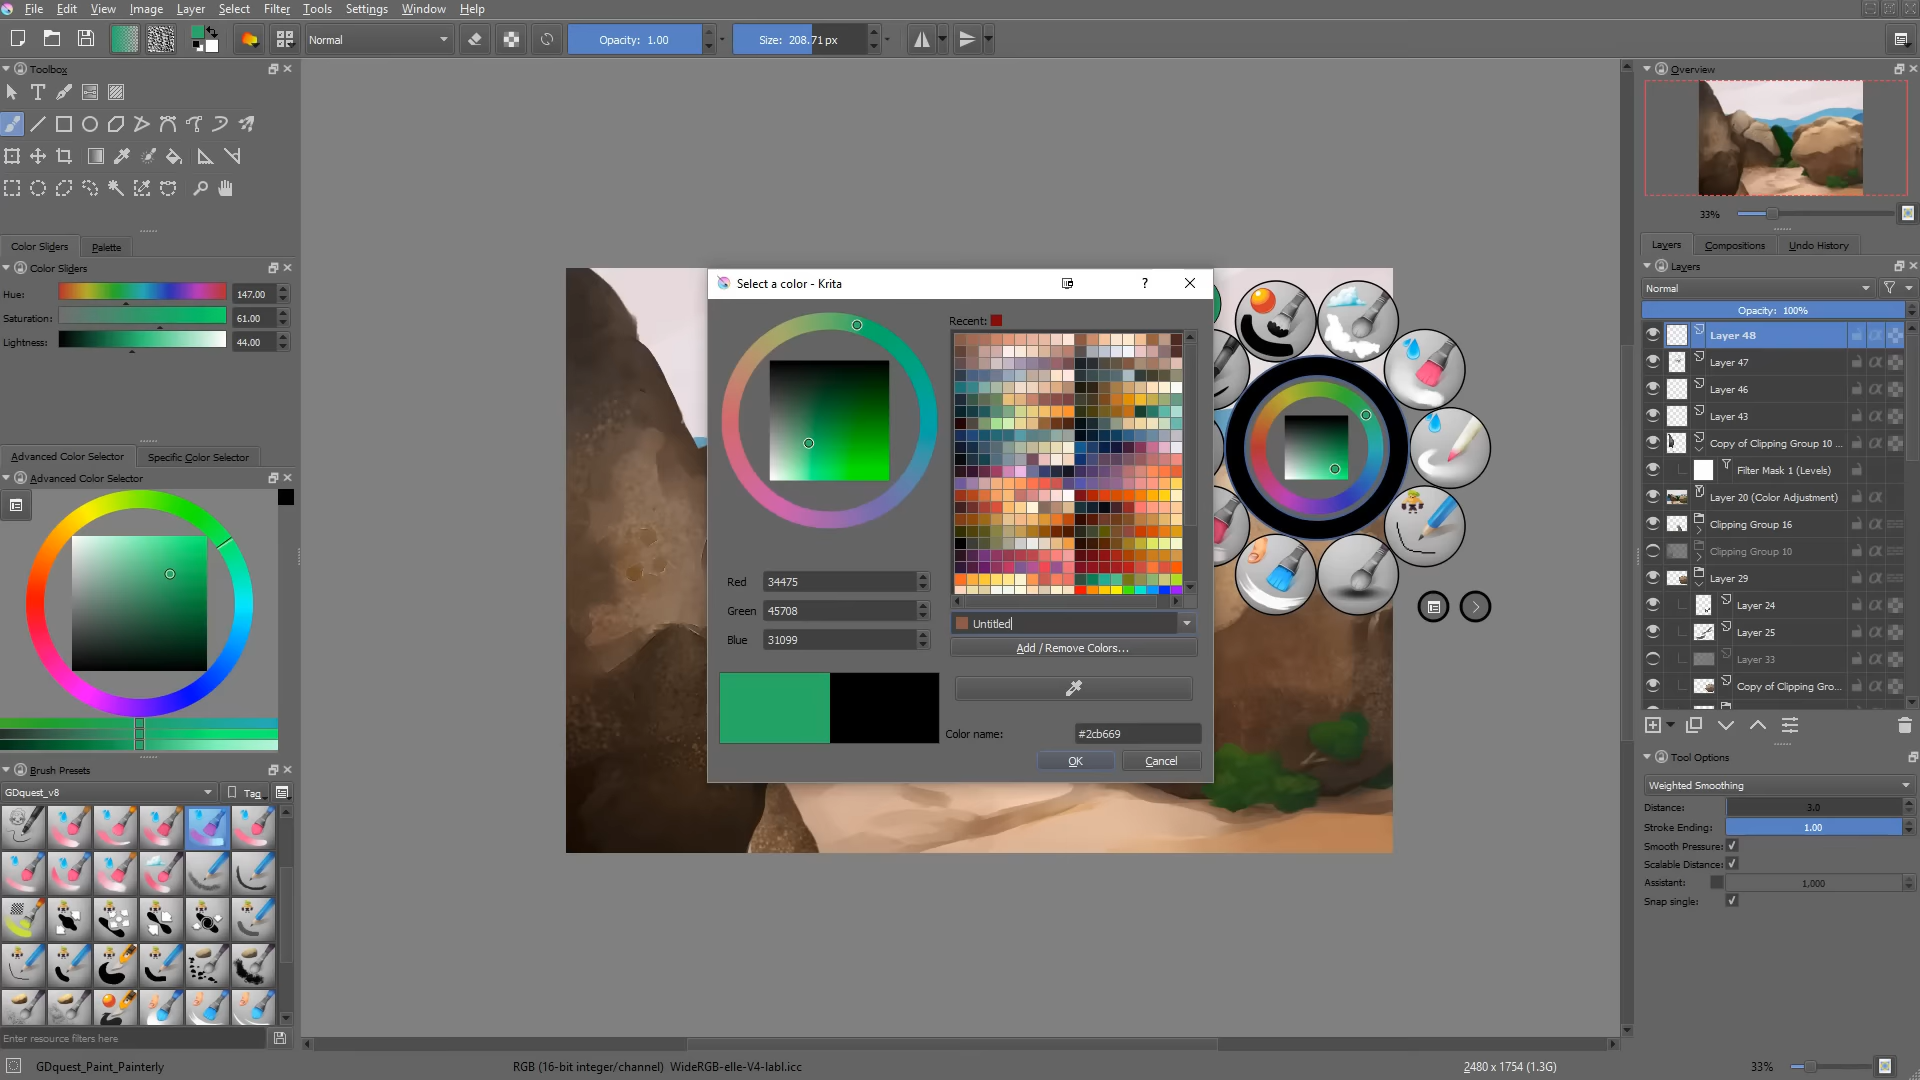 File Edit View Image Layer Select Filter Tools Settings Window Help
Normal
Opacity: 1.00
Size: 208.71 px
Toolbox
Color Sliders Palette
Color Sliders
Hue: 147.00
Saturation: 61.00
Lightness: 44.00
Advanced Color Selector Specific Color Selector
Advanced Color Selector
Brush Presets
GDquest_v8 Tag
Enter resource filters here
GDquest_Paint_Painterly
RGB (16-bit integer/channel) WideRGB-elle-V4-labl.icc
2480 x 1754 (1.3G)
33%
Select a color - Krita
?
Recent:
Red 34475
Green 45708
Blue 31099
Untitled
Add / Remove Colors...
Color name: #2cb669
OK Cancel
Overview
33%
Layers Compositions Undo History
Layers
Normal
Opacity: 100%
Layer 48
Layer 47
Layer 46
Layer 43
Copy of Clipping Group 10 ...
Filter Mask 1 (Levels)
Layer 20 (Color Adjustment)
Clipping Group 16
Clipping Group 10
Layer 29
Layer 24
Layer 25
Layer 33
Copy of Clipping Gro...
Tool Options
Weighted Smoothing
Distance: 3.0
Stroke Ending: 1.00
Smooth Pressure:
Scalable Distance:
Assistant: 1,000
Snap single: